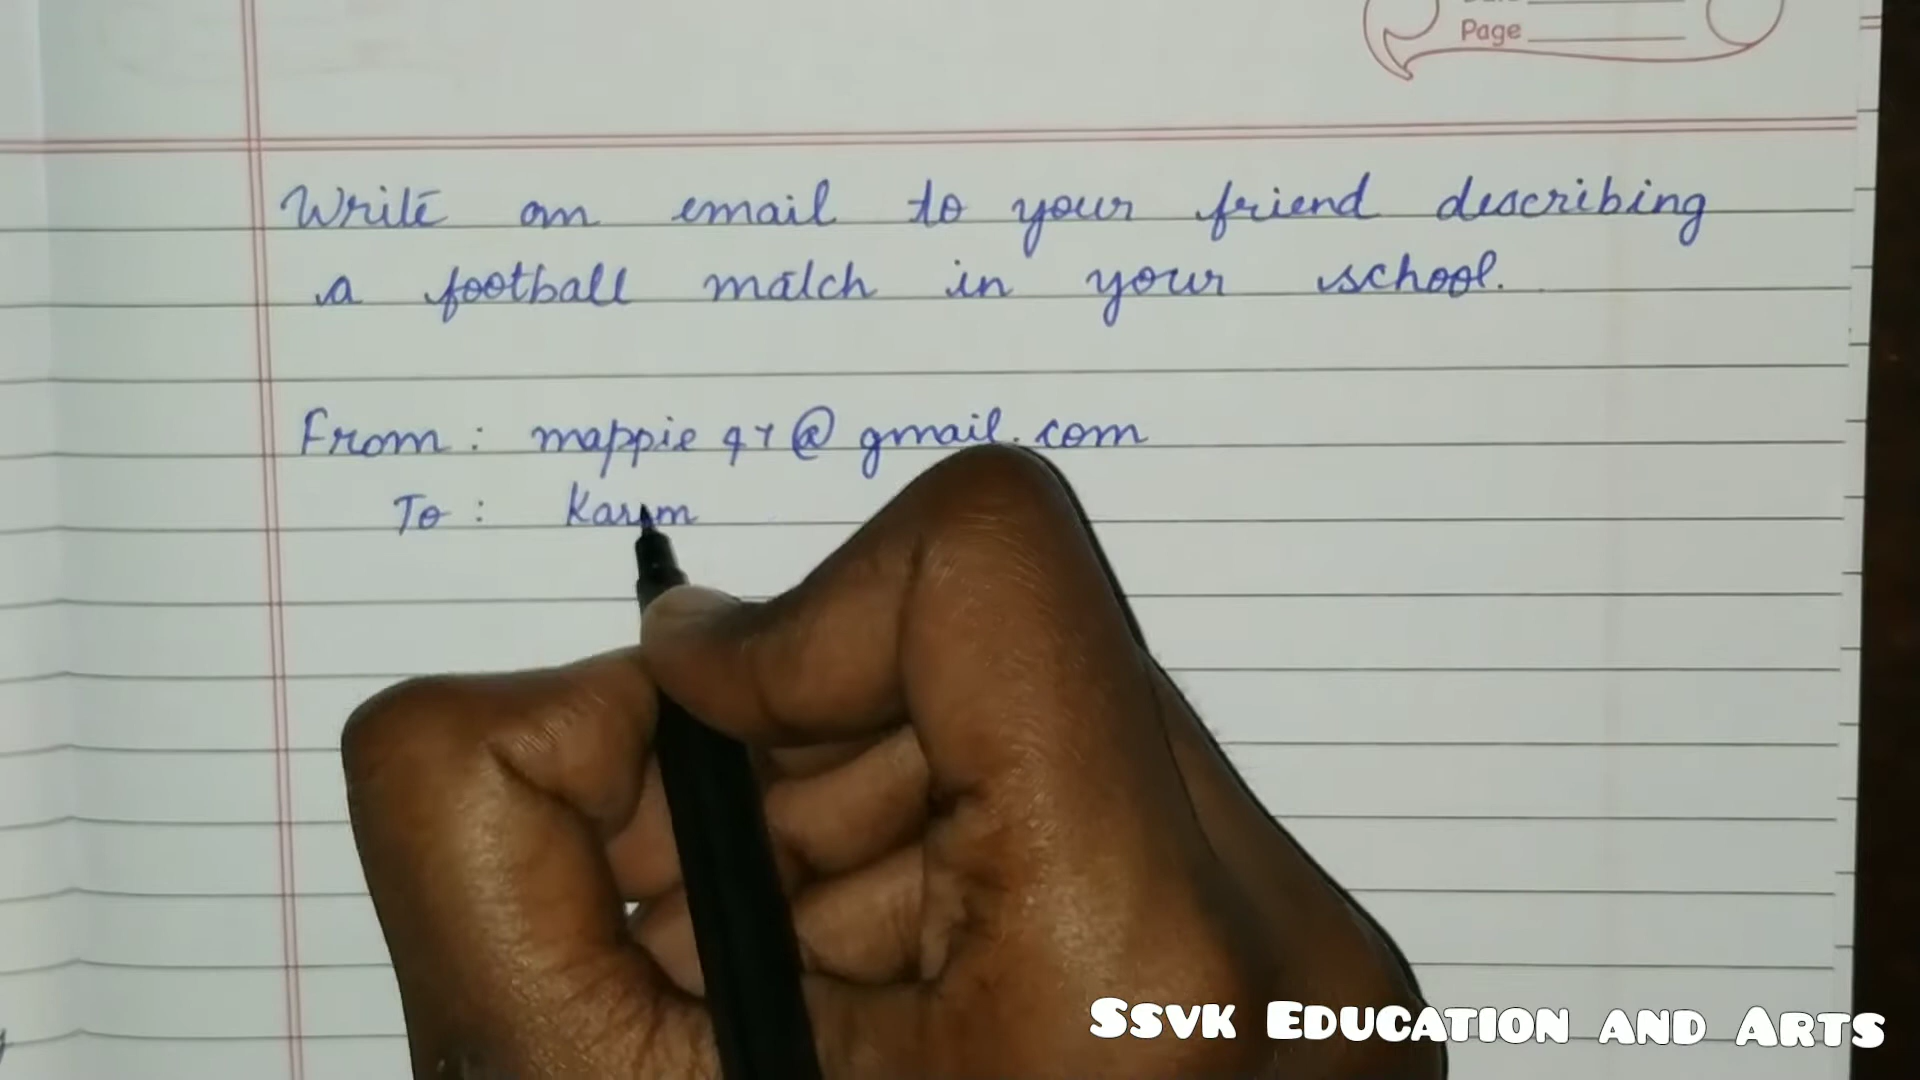 Page
Write an email to your friend describing
a football match in your school.
From: mappie 47@gmail.com
To :
SSVK EDUCATION AND ARTS